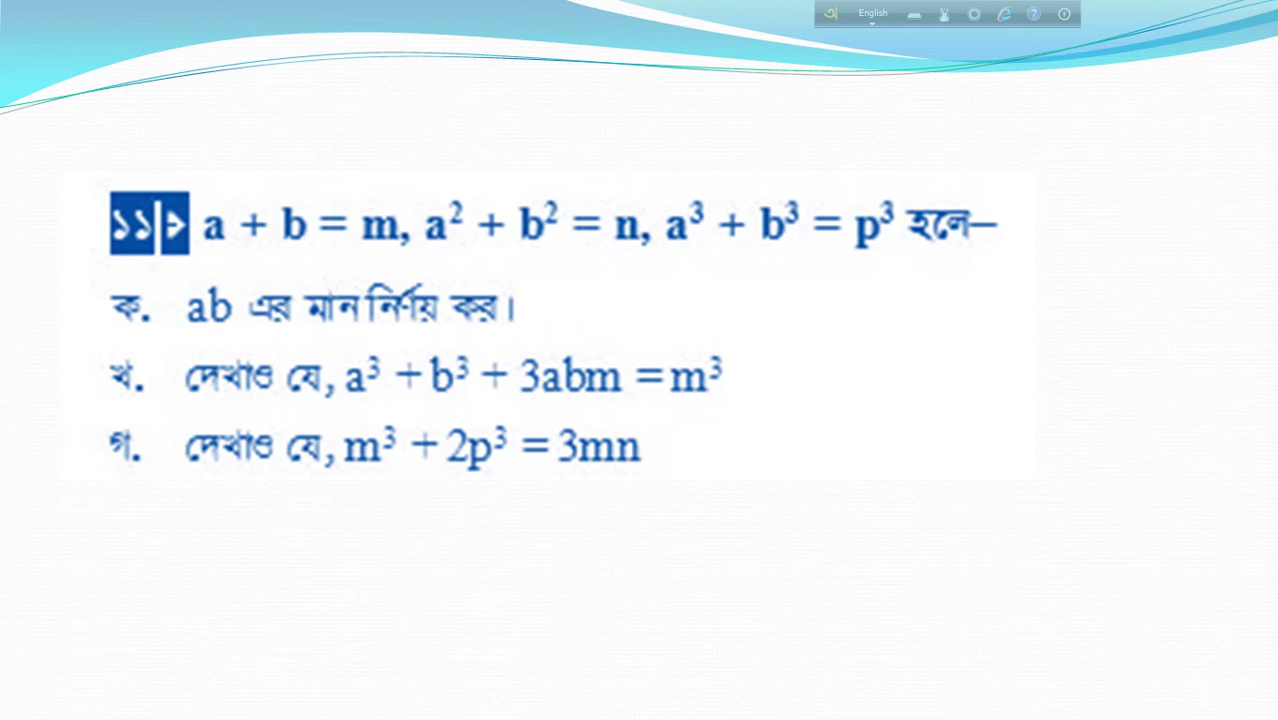 অ English
১১▶ a + b = m, a² + b² = n, a³ + b³ = p³ হলে–
ক. ab এর মান নির্ণয় কর।
খ. দেখাও যে, a³ + b³ + 3abm = m³
গ. দেখাও যে, m³ + 2p³ = 3mn